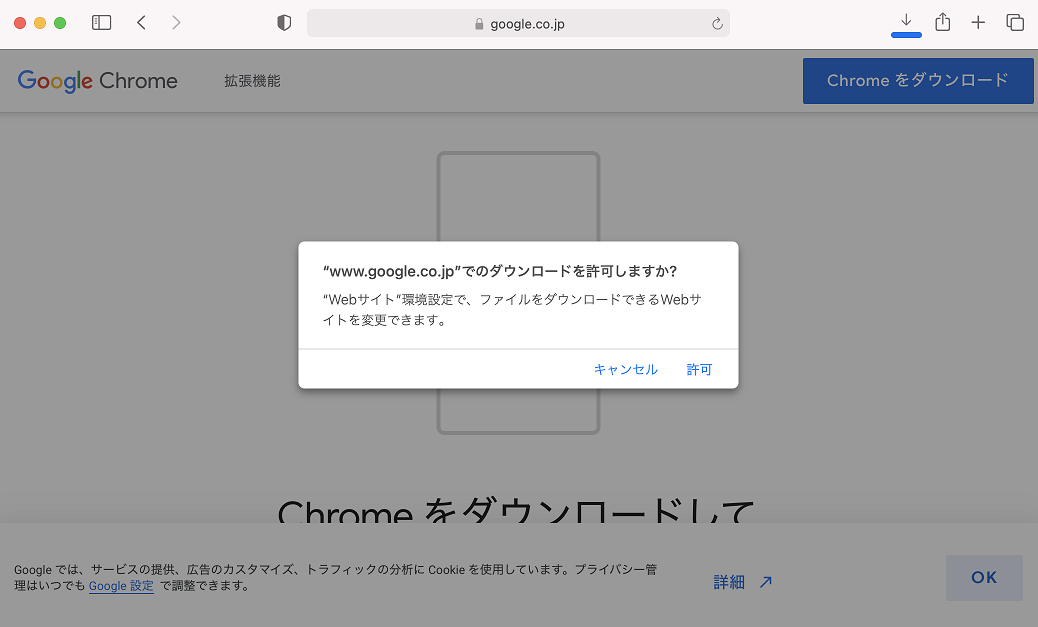 google.co.jp
Google Chrome
拡張機能
Chrome をダウンロード
“www.google.co.jp”でのダウンロードを許可しますか?
“Webサイト”環境設定で、ファイルをダウンロードできるWebサ
イトを変更できます。
キャンセル
許可
Chrome をダウンロードして
Google では、サービスの提供、広告のカスタマイズ、トラフィックの分析に Cookie を使用しています。プライバシー管
理はいつでも Google 設定 で調整できます。
詳細
OK